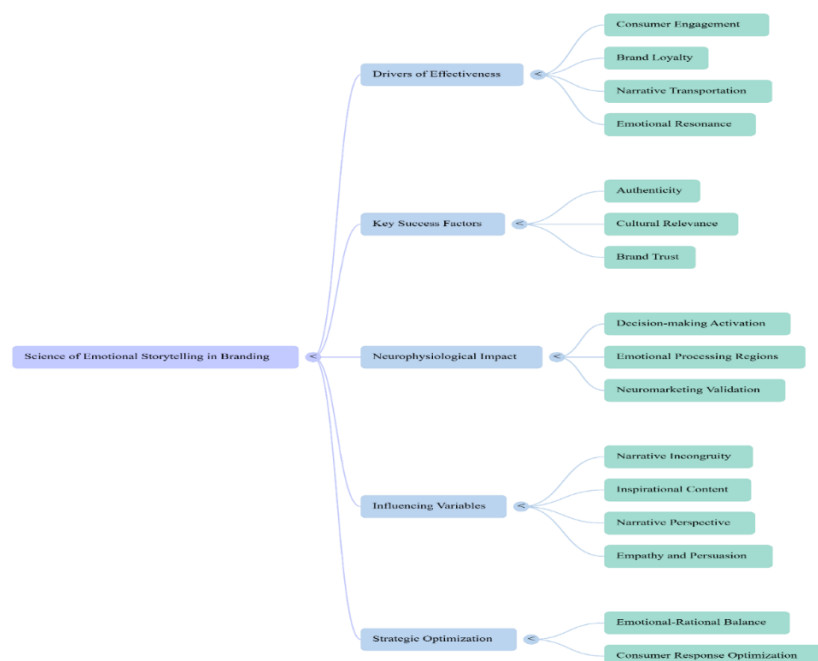 Science of Emotional Storytelling in Branding
<
Drivers of Effectiveness
<
Consumer Engagement
Brand Loyalty
Narrative Transportation
Emotional Resonance
Key Success Factors
<
Authenticity
Cultural Relevance
Brand Trust
Neurophysiological Impact
<
Decision-making Activation
Emotional Processing Regions
Neuromarketing Validation
Influencing Variables
<
Narrative Incongruity
Inspirational Content
Narrative Perspective
Empathy and Persuasion
Strategic Optimization
<
Emotional-Rational Balance
Consumer Response Optimization